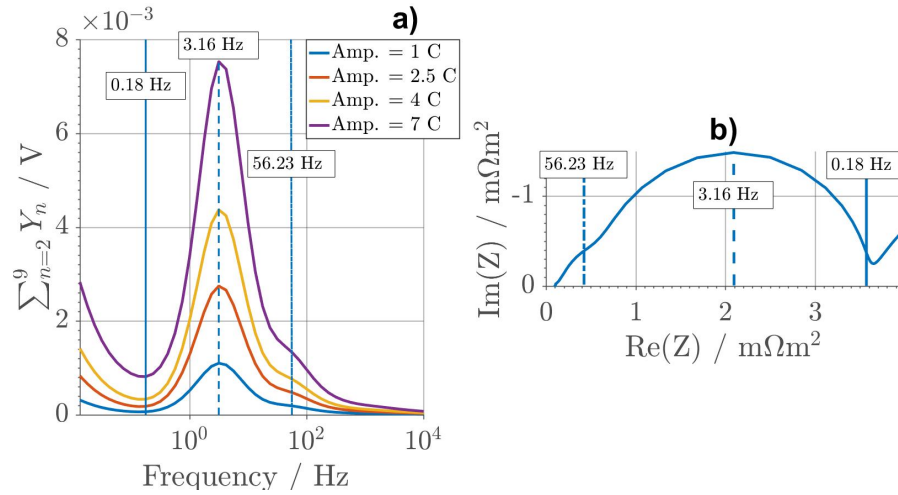 a)
×10⁻³
8
6
4
2
0
∑⁹ₙ₌₂ Yₙ / V
0.18 Hz
3.16 Hz
56.23 Hz
Amp. = 1 C
Amp. = 2.5 C
Amp. = 4 C
Amp. = 7 C
10⁰
10²
10⁴
Frequency / Hz
b)
56.23 Hz
3.16 Hz
0.18 Hz
-1
0
Im(Z) / mΩm²
0
1
2
3
Re(Z) / mΩm²